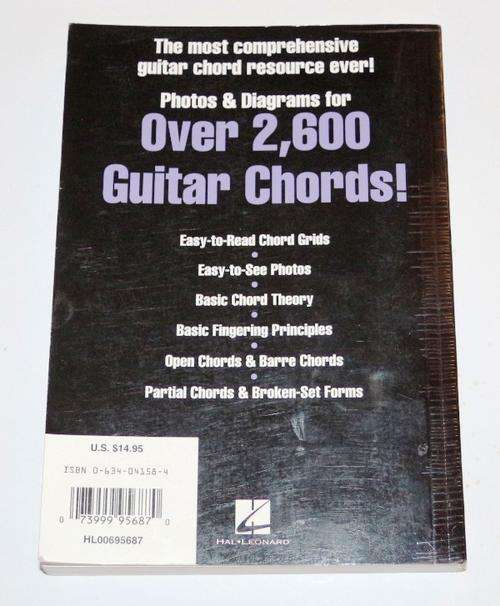 The most comprehensive
guitar chord resource ever!
Photos & Diagrams for
Over 2,600
Guitar Chords!
Easy-to-Read Chord Grids
Easy-to-See Photos
Basic Chord Theory
Basic Fingering Principles
Open Chords & Barre Chords
Partial Chords & Broken-Set Forms
U.S. $14.95
ISBN 0-634-04158-4
0 73999 95687 0
HL00695687
HAL•LEONARD